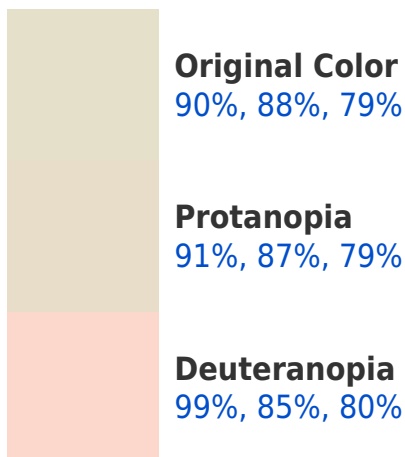 Original Color
90%, 88%, 79%
Protanopia
91%, 87%, 79%
Deuteranopia
99%, 85%, 80%